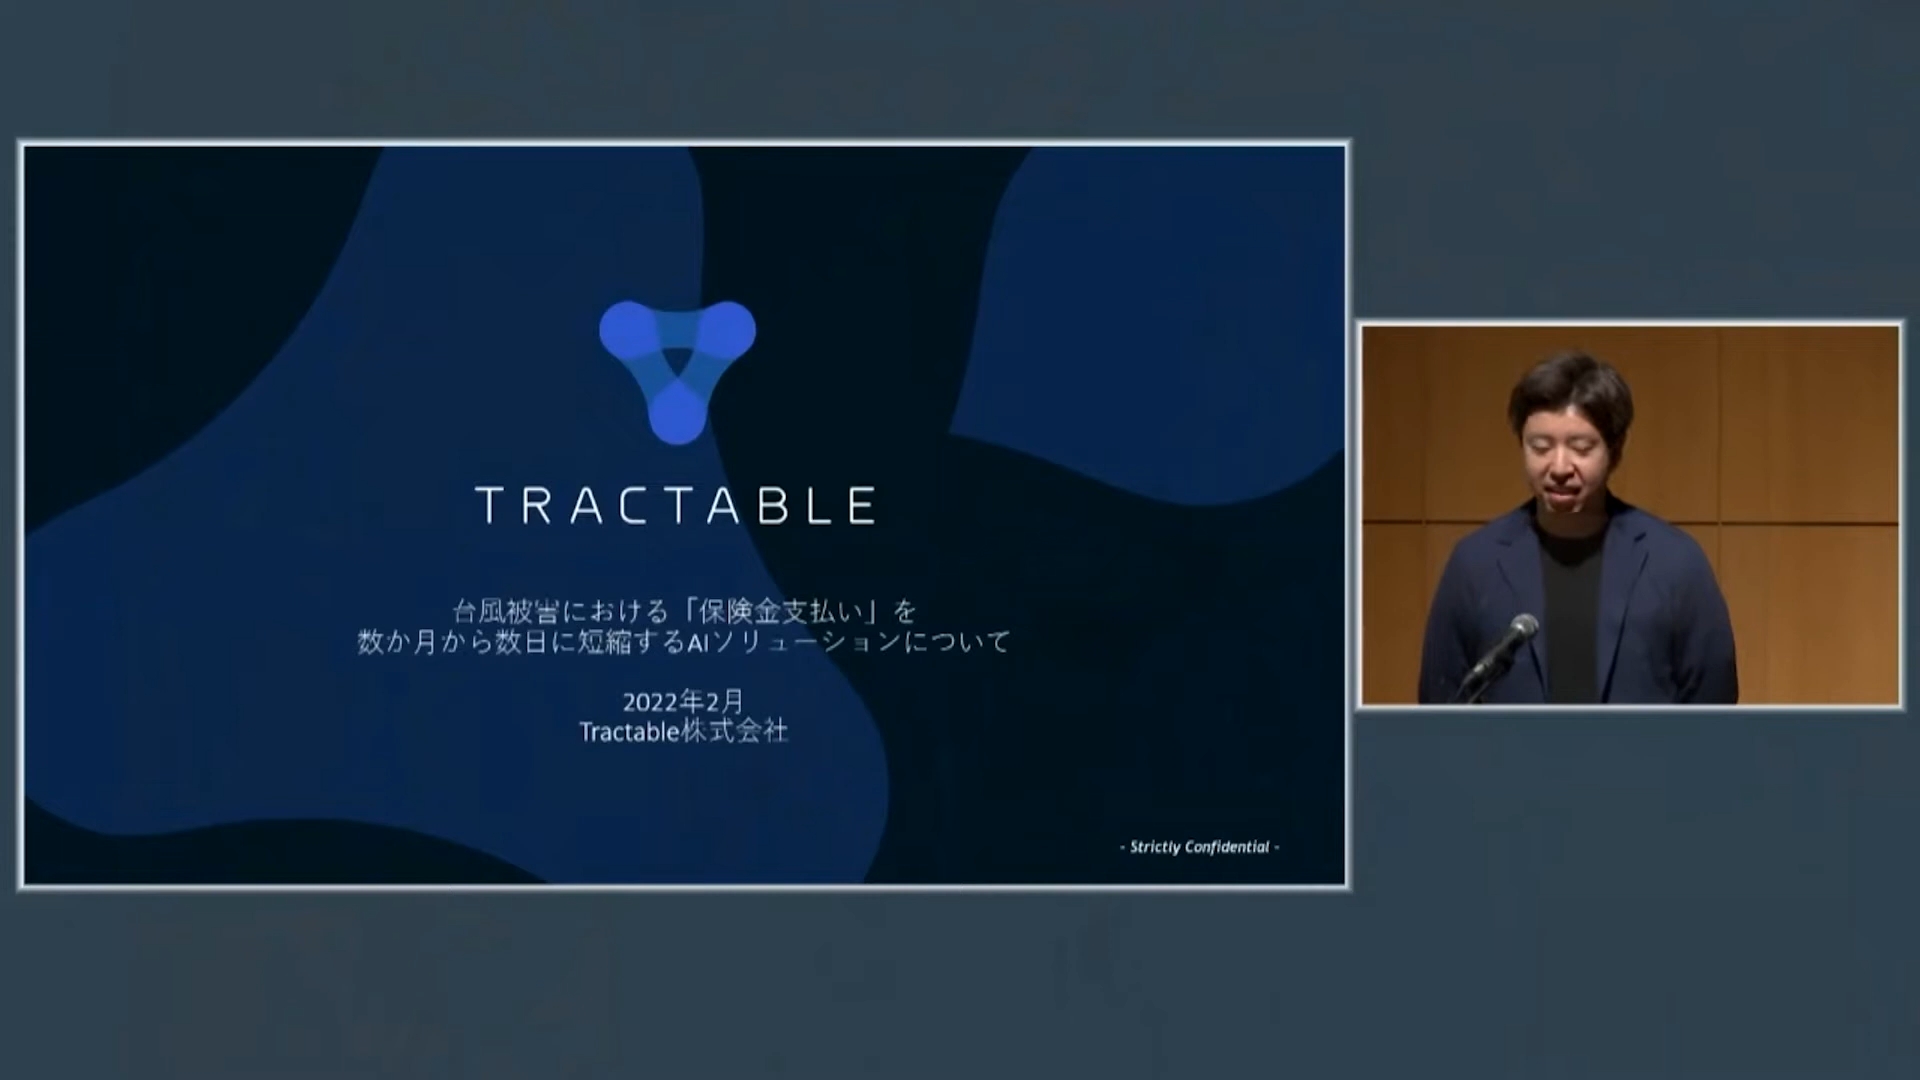 TRACTABLE
台風被害における「保険金支払い」を
数か月から数日に短縮するAIソリューションについて
2022年2月
Tractable株式会社
- Strictly Confidential -